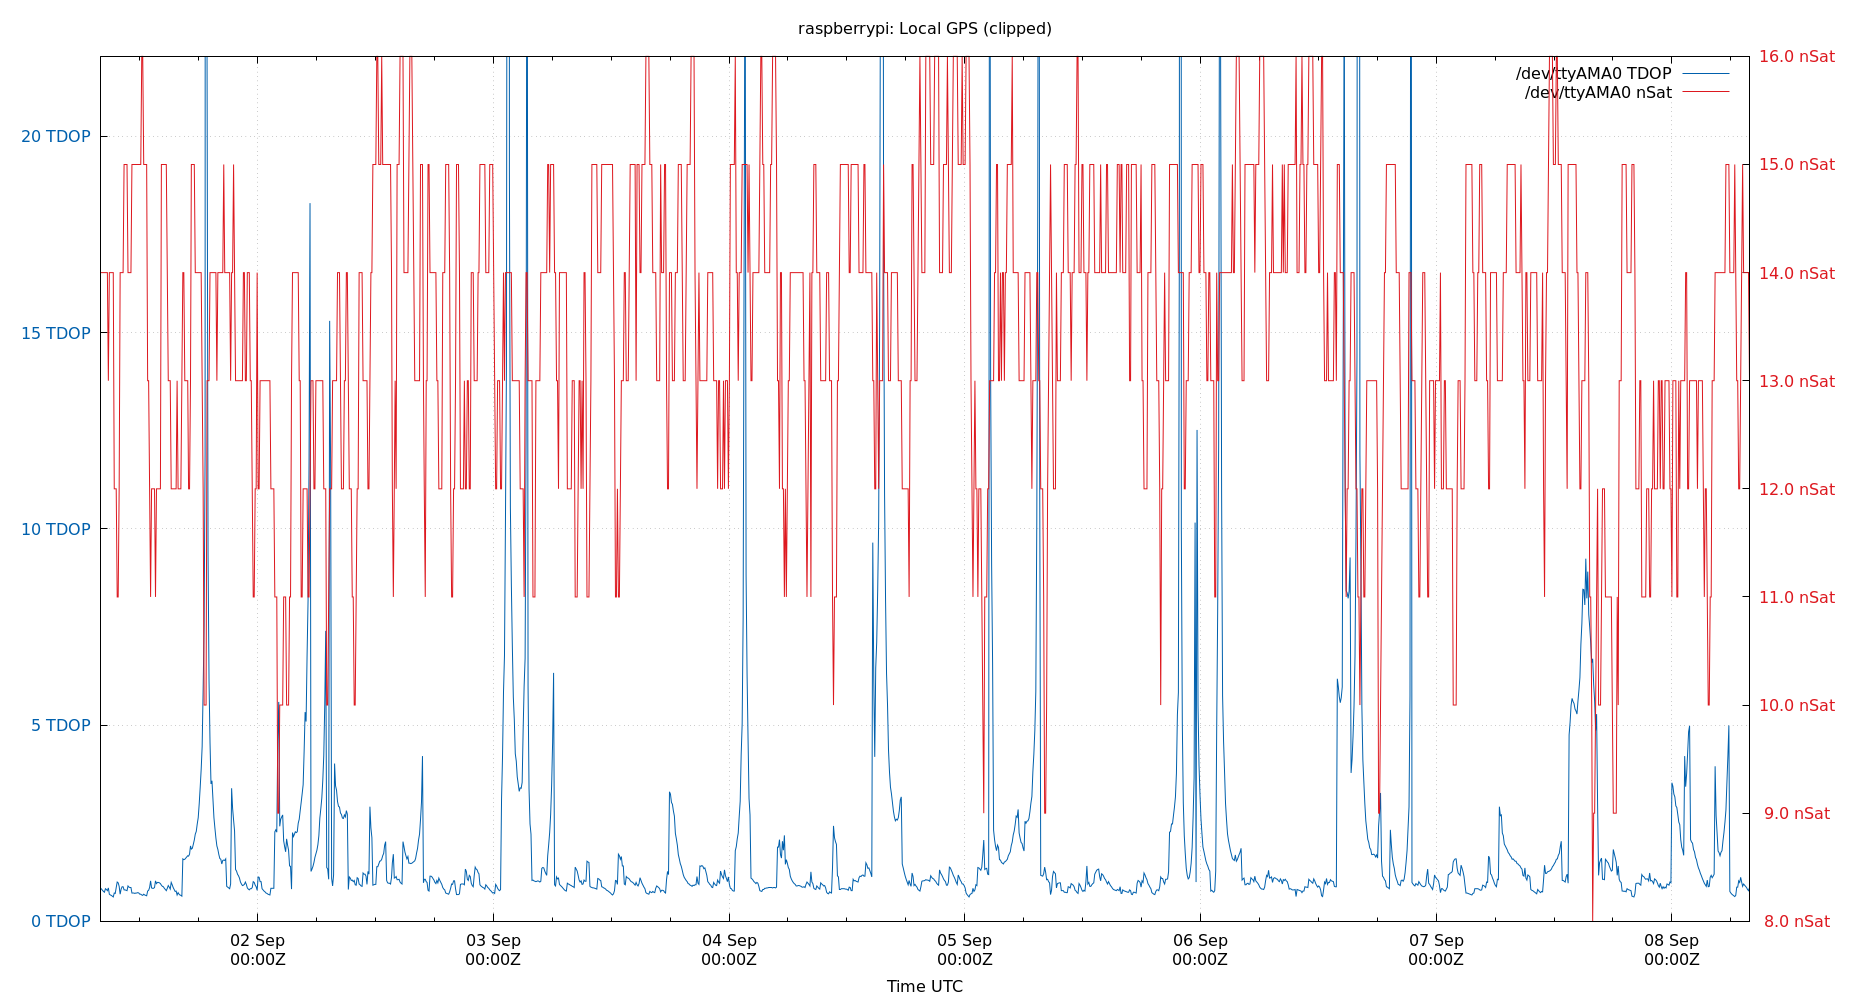 raspberrypi: Local GPS (clipped)
16.0 nSat
/dev/ttyAMA0 TDOP
/dev/ttyAMA0 nSat
20 TDOP
15.0 nSat
14.0 nSat
15 TDOP
13.0 nSat
12.0 nSat
10 TDOP
11.0 nSat
10.0 nSat
5 TDOP
9.0 nSat
0 TDOP
8.0 nSat
02 Sep 03 Sep 04 Sep 05 Sep 06 Sep 07 Sep 08 Sep
00:00Z 00:00Z 00:00Z 00:00Z 00:00Z 00:00Z 00:00Z
Time UTC